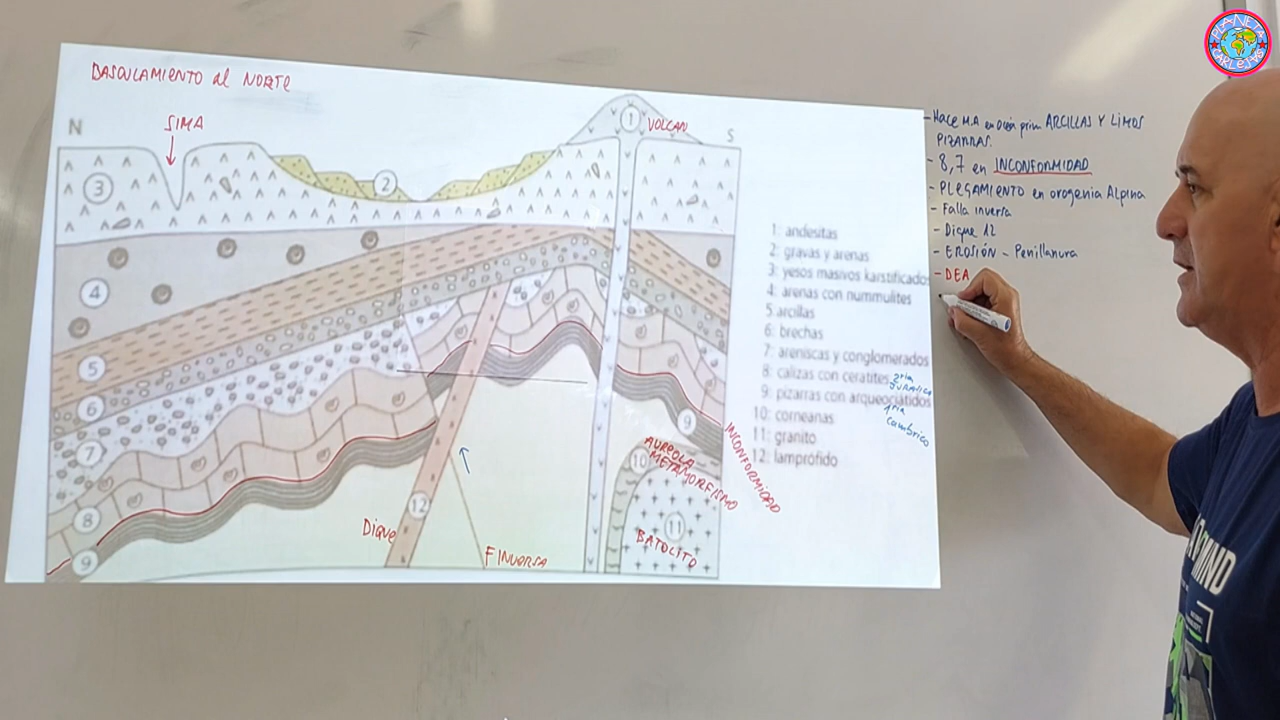 PLANETA
CARLEJAS
BASCULAMIENTO al NORTE
N
SIMA
1
VOLCAN
S
3
2
4
5
6
7
8
9
9
10
11
12
AUREOLA
METAMORFISMO
INCONFORMIDAD
BATOLITO
Dique
F INVERSA
1: andesitas
2: gravas y arenas
3: yesos masivos karstificados
4: arenas con nummulites
5 arcillas
6: brechas
7: areniscas y conglomerados
8: calizas con ceratites
9: pizarras con arqueociátidos
10: corneanas
11: granito
12: lamprófido
JURÁSICO
Cámbrico
- Hace M.A en prim ARCILLAS Y LIMOS
PIZARRAS.
- 8,7 en INCONFORMIDAD
- PLEGAMIENTO en orogenia Alpina
- Falla inversa
- Dique 12
- EROSIÓN - Penillanura
- DEA